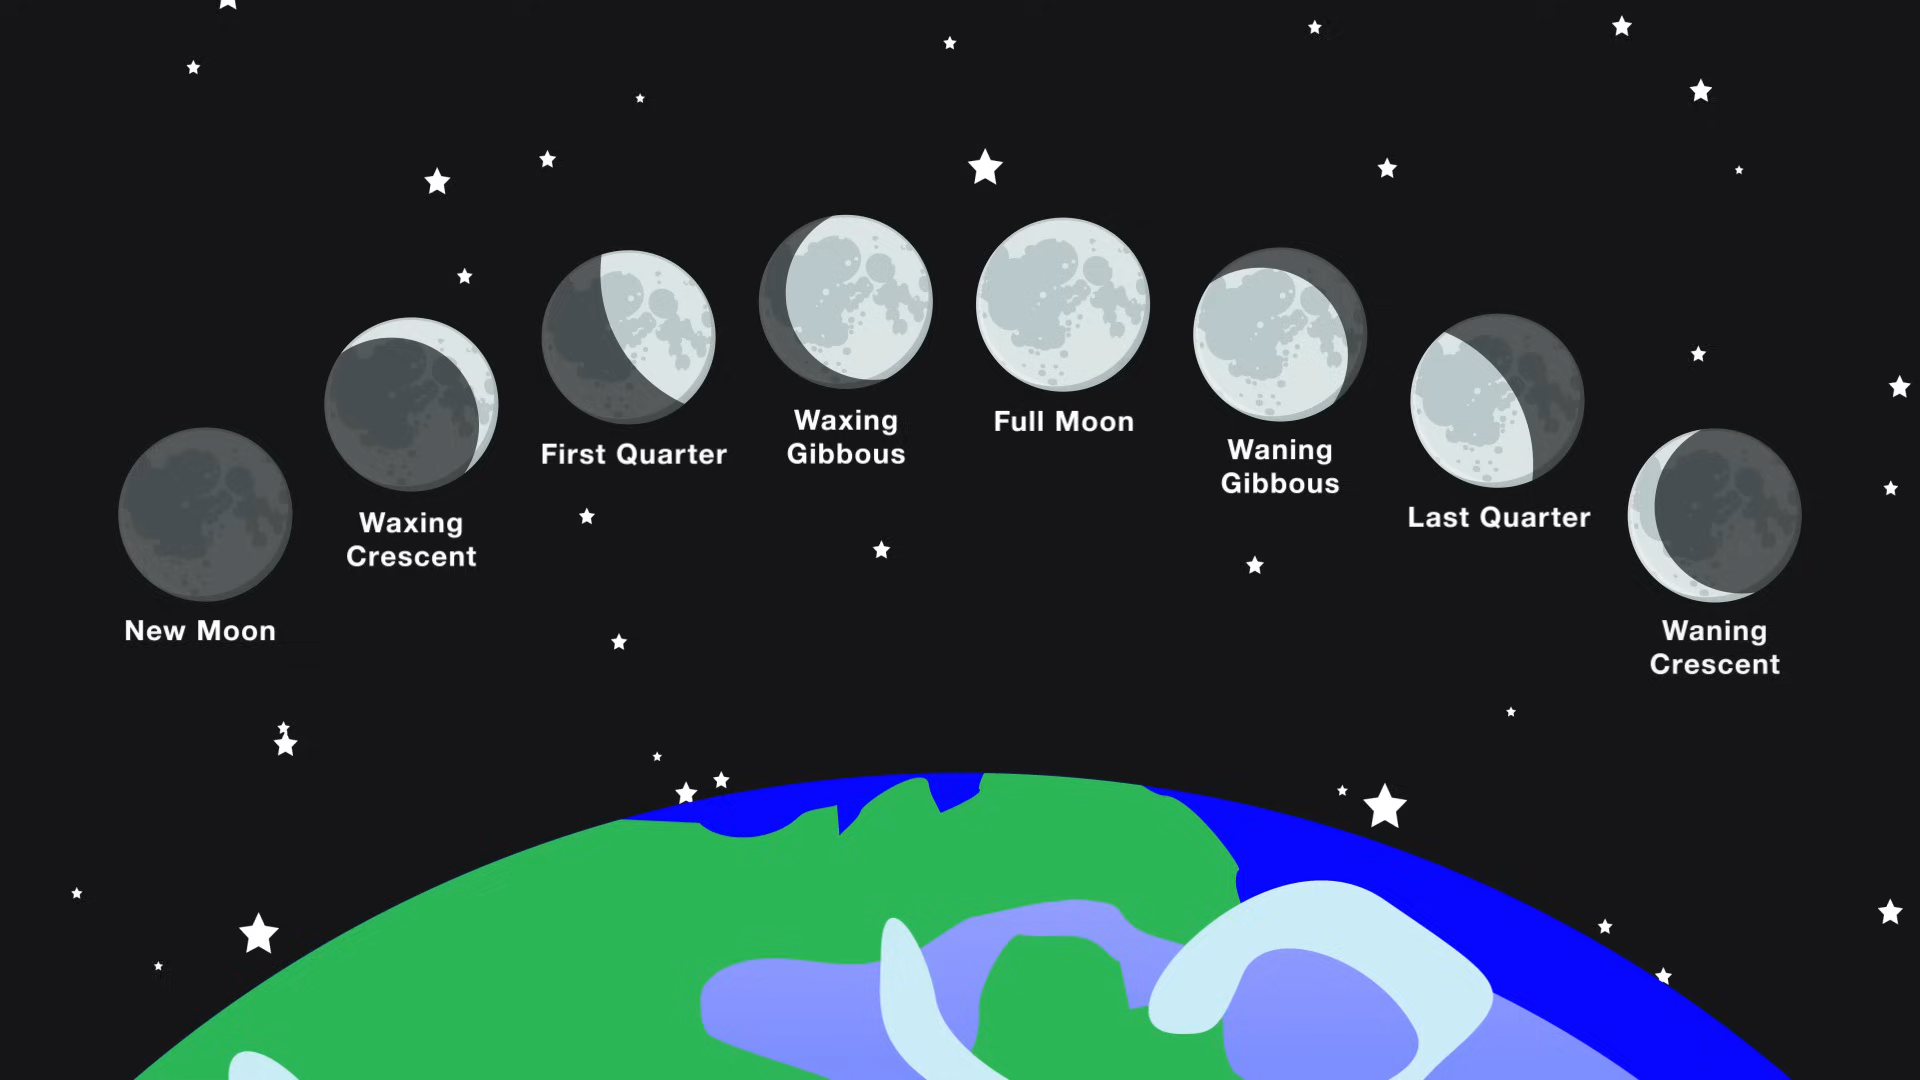 New Moon
Waxing
Crescent
First Quarter
Waxing
Gibbous
Full Moon
Waning
Gibbous
Last Quarter
Waning
Crescent